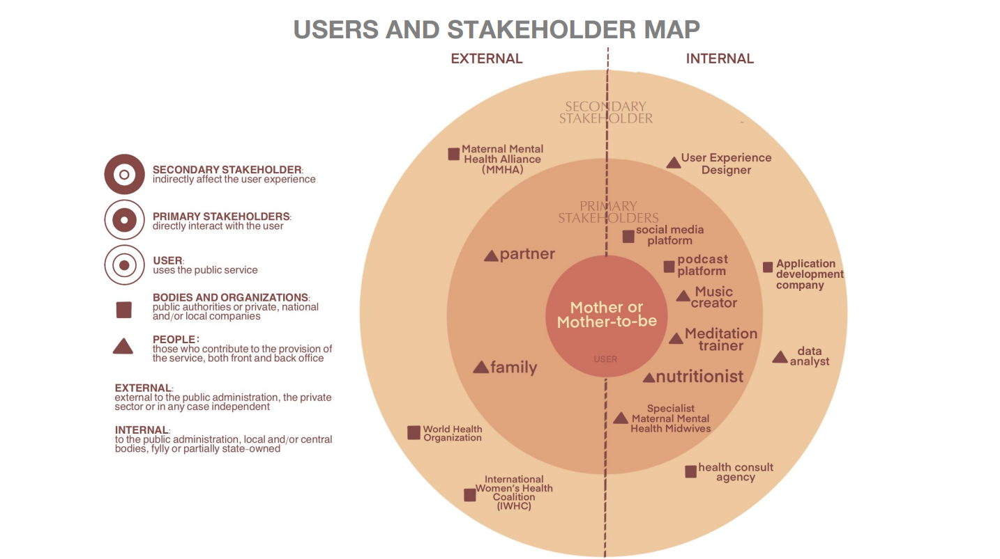 USERS AND STAKEHOLDER MAP
EXTERNAL
INTERNAL
SECONDARY STAKEHOLDER:
indirectly affect the user experience
PRIMARY STAKEHOLDERS:
directly interact with the user
USER:
uses the public service
BODIES AND ORGANIZATIONS:
public authorities or private, national
and/or local companies
PEOPLE:
those who contribute to the provision of
the service, both front and back office
EXTERNAL:
external to the public administration, the private
sector or in any case independent
INTERNAL:
to the public administration, local and/or central
bodies, fylly or partially state-owned
SECONDARY
STAKEHOLDER
Maternal Mental
Health Alliance
(MMHA)
User Experience
Designer
PRIMARY
STAKEHOLDERS
social media
platform
partner
podcast
platform
Application
development
company
Music
creator
Mother or
Mother-to-be
USER
Meditation
trainer
data
analyst
family
nutritionist
Specialist
Maternal Mental
Health Midwives
World Health
Organization
health consult
agency
International
Women's Health
Coalition
(IWHC)